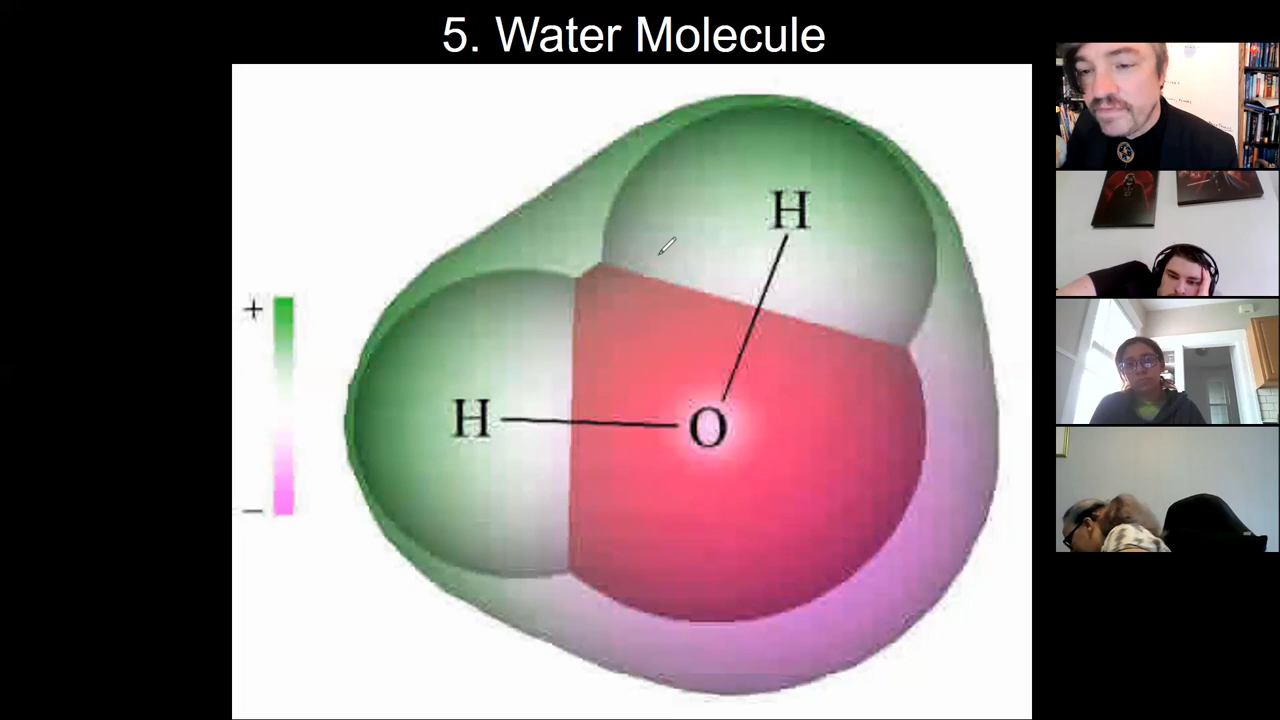 5. Water Molecule
H
+
H
O
–